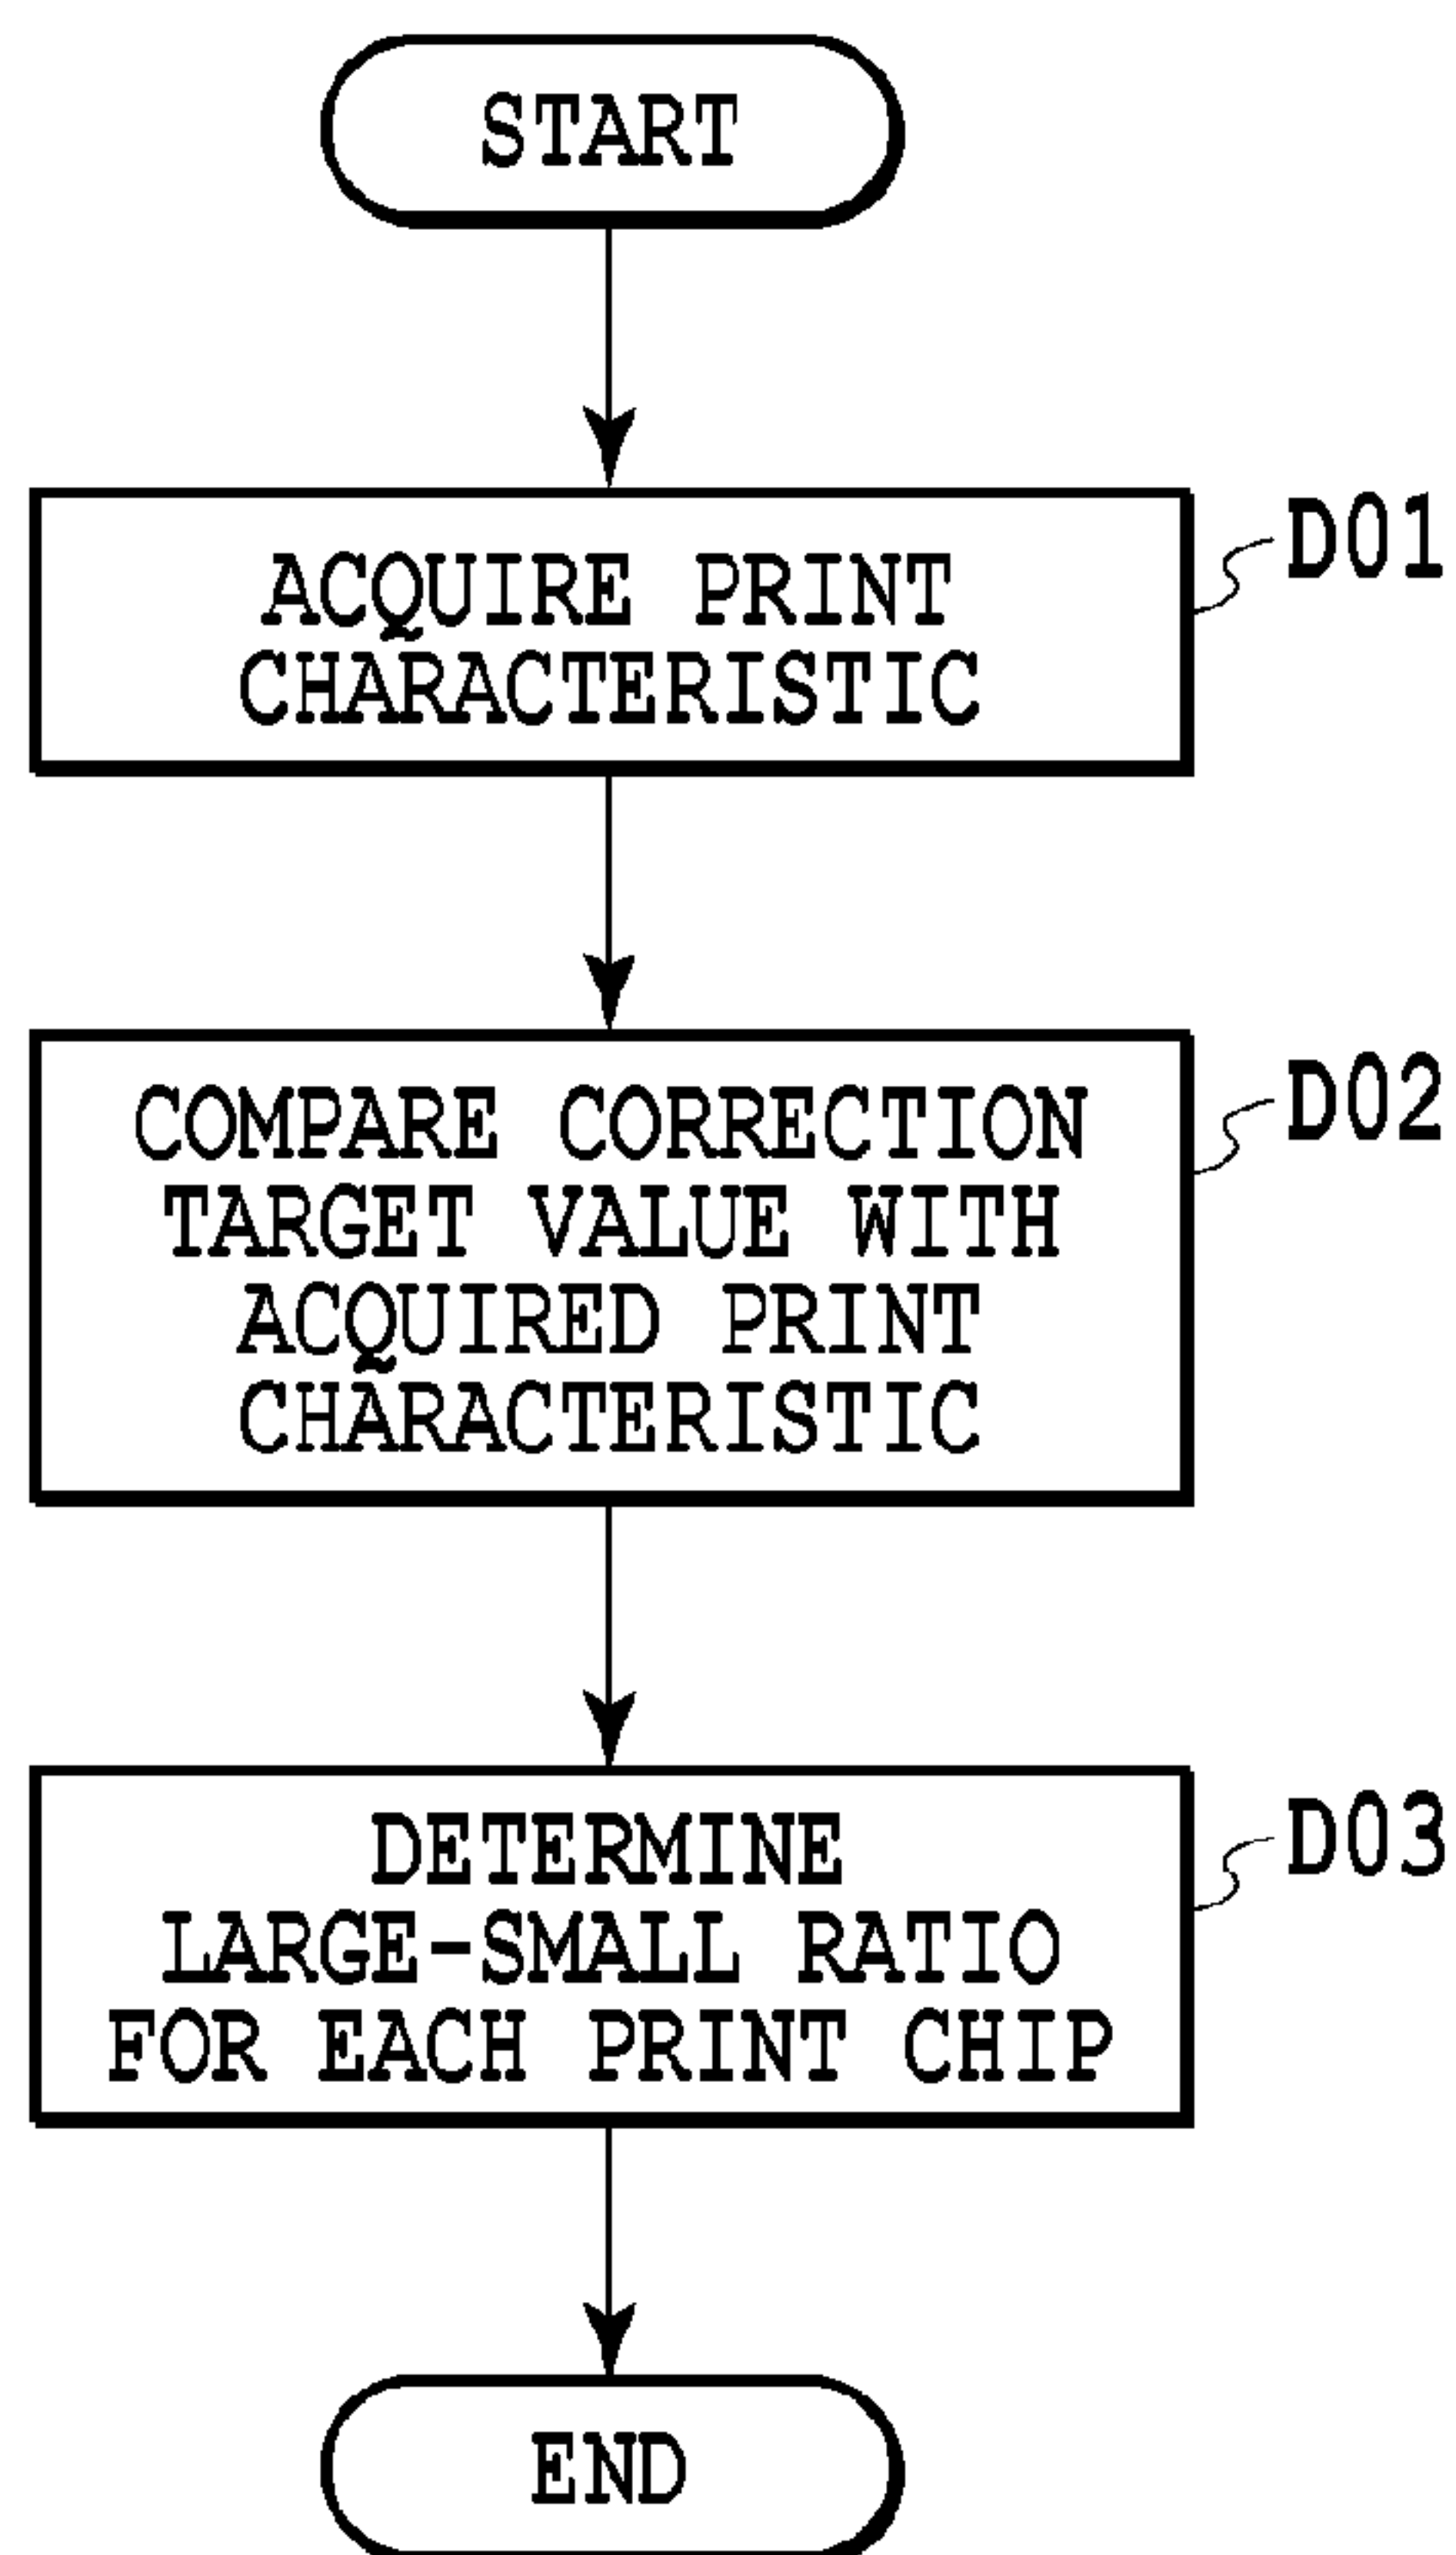 START
D01
ACQUIRE PRINT
CHARACTERISTIC
D02
COMPARE CORRECTION
TARGET VALUE WITH
ACQUIRED PRINT
CHARACTERISTIC
D03
DETERMINE
LARGE-SMALL RATIO
FOR EACH PRINT CHIP
END